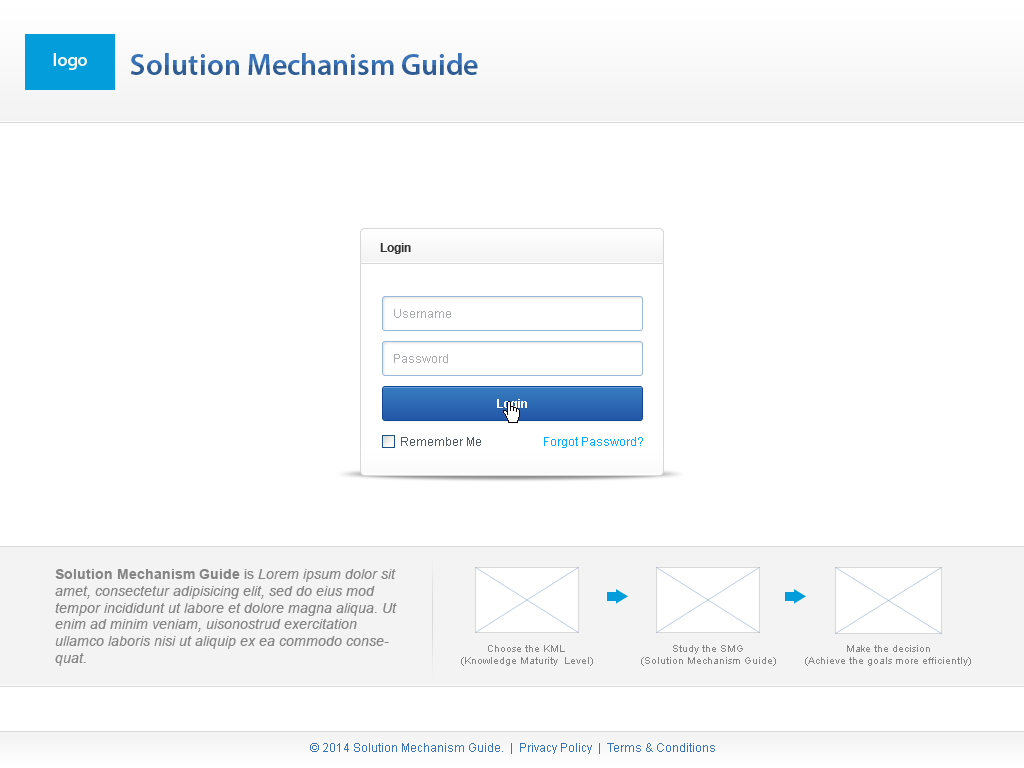 logo
Solution Mechanism Guide
Login
Username
Password
Login
Remember Me
Forgot Password?
Solution Mechanism Guide is Lorem ipsum dolor sit
amet, consectetur adipisicing elit, sed do eius mod
tempor incididunt ut labore et dolore magna aliqua. Ut
enim ad minim veniam, uisonostrud exercitation
ullamco laboris nisi ut aliquip ex ea commodo conse-
quat.
Choose the KML
(Knowledge Maturity Level)
Study the SMG
(Solution Mechanism Guide)
Make the decision
(Achieve the goals more efficiently)
© 2014 Solution Mechanism Guide. | Privacy Policy | Terms & Conditions